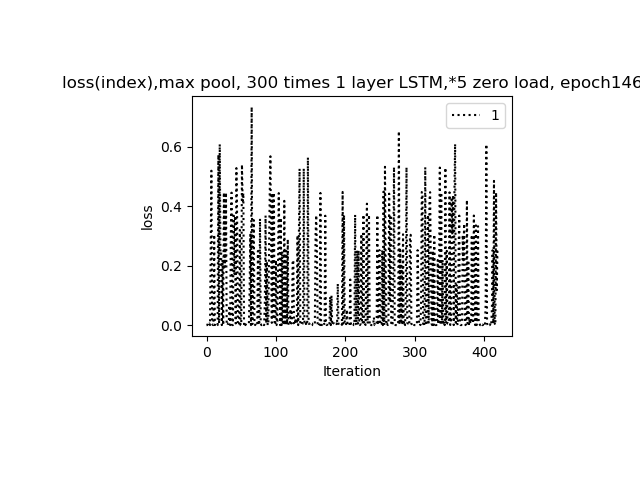 loss(index),max pool, 300 times 1 layer LSTM,*5 zero load, epoch146
1
0.6
0.4
0.2
0.0
loss
0 100 200 300 400
Iteration